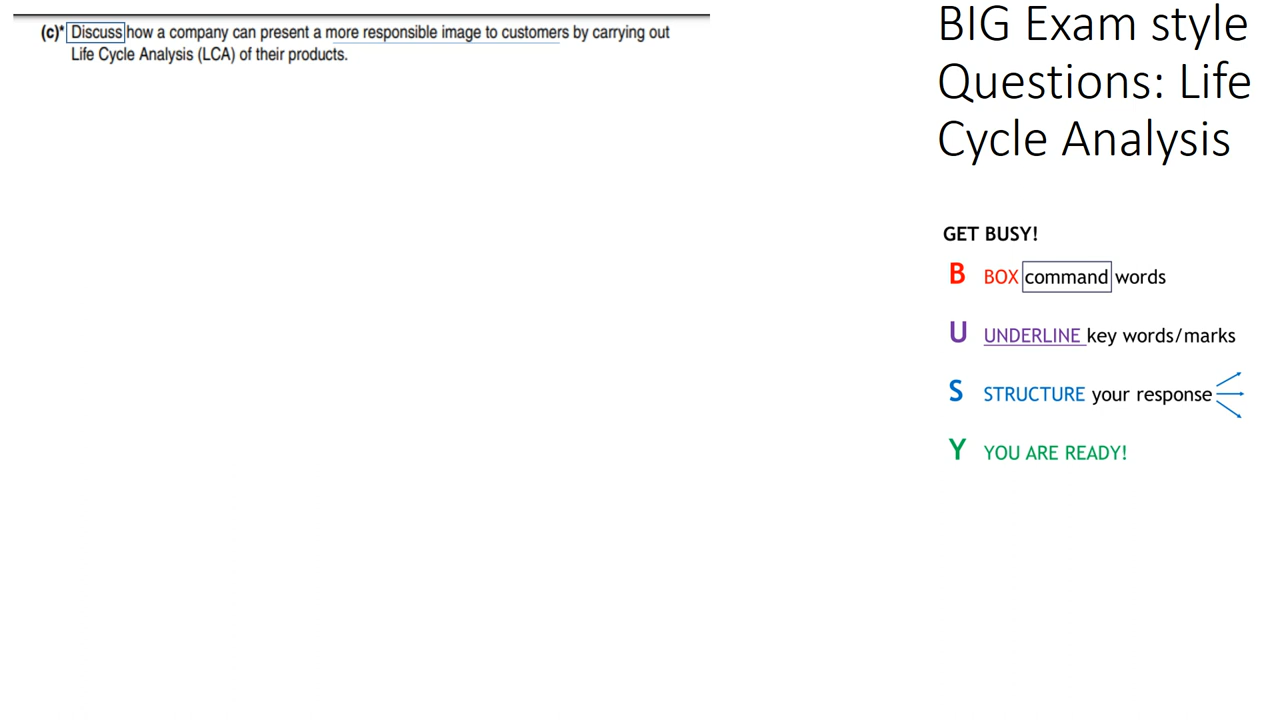 (c)* Discuss how a company can present a more responsible image to customers by carrying out
Life Cycle Analysis (LCA) of their products.
BIG Exam style
Questions: Life
Cycle Analysis
GET BUSY!
B BOX command words
U UNDERLINE key words/marks
S STRUCTURE your response
Y YOU ARE READY!